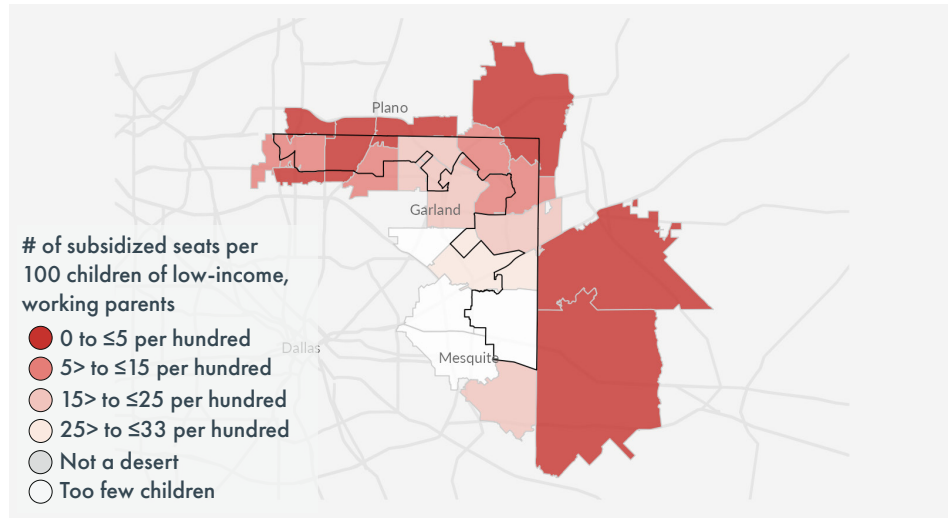 Plano
Garland
# of subsidized seats per
100 children of low-income,
working parents
0 to ≤5 per hundred
5> to ≤15 per hundred
15> to ≤25 per hundred
25> to ≤33 per hundred
Not a desert
Too few children
Dallas
Mesquite